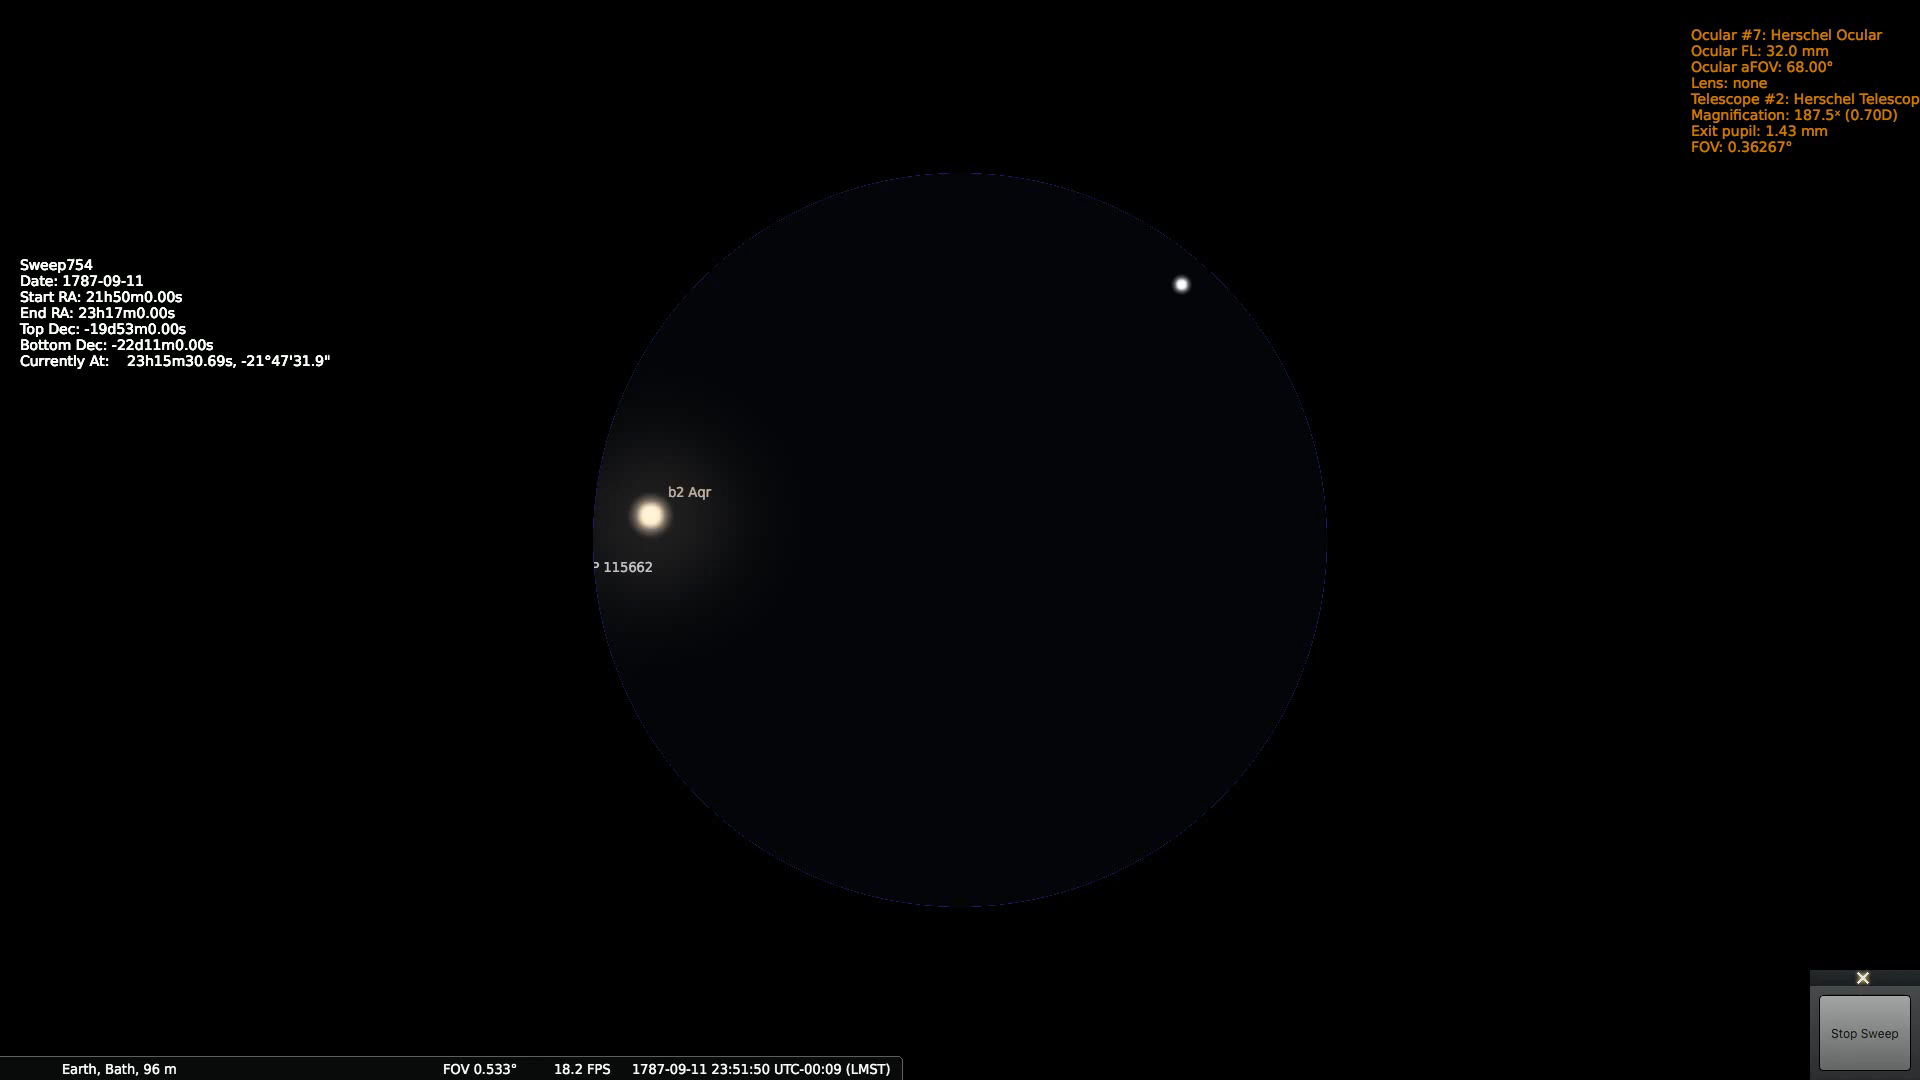 Ocular #7: Herschel Ocular
Ocular FL: 32.0 mm
Ocular aFOV: 68.00°
Lens: none
Telescope #2: Herschel Telescop
Magnification: 187.5ˣ (0.70D)
Exit pupil: 1.43 mm
FOV: 0.36267°
Sweep754
Date: 1787-09-11
Start RA: 21h50m0.00s
End RA: 23h17m0.00s
Top Dec: -19d53m0.00s
Bottom Dec: -22d11m0.00s
Currently At: 23h15m30.69s, -21°47'31.9"
b2 Aqr
P 115662
Stop Sweep
Earth, Bath, 96 m FOV 0.533° 18.2 FPS 1787-09-11 23:51:50 UTC-00:09 (LMST)